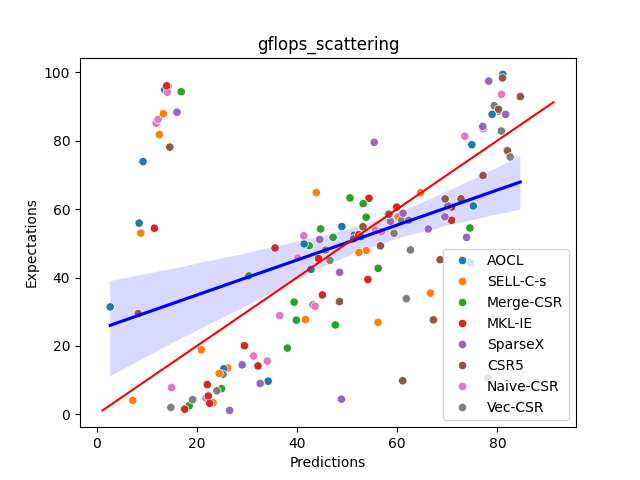 gflops_scattering
100
80
60
40
20
0
Expectations
0 20 40 60 80
Predictions
AOCL
SELL-C-s
Merge-CSR
MKL-IE
SparseX
CSR5
Naive-CSR
Vec-CSR